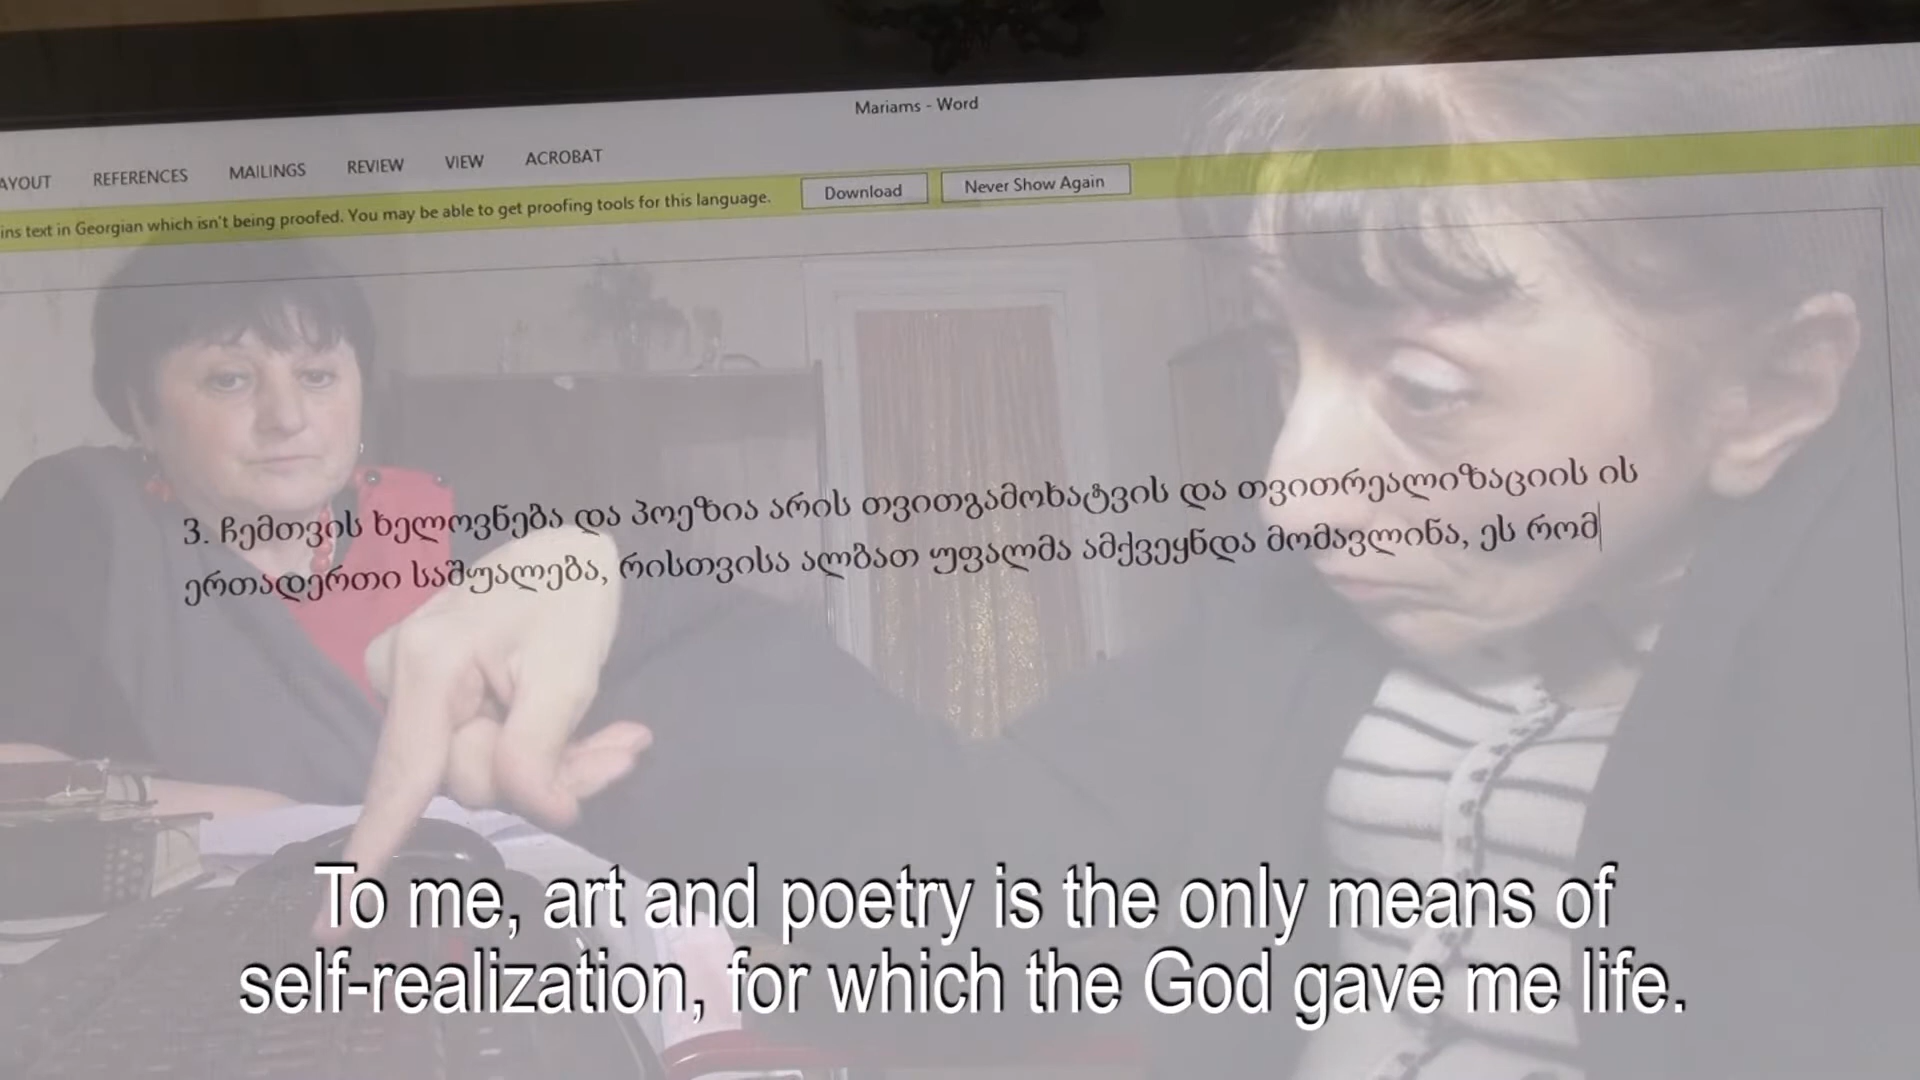 Mariams - Word
AYOUT REFERENCES MAILINGS REVIEW VIEW ACROBAT
ins text in Georgian which isn't being proofed. You may be able to get proofing tools for this language. Download Never Show Again
3. ჩემთვის ხელოვნება და პოეზია არის თვითგამოხატვის და თვითრეალიზაციის ის
ერთადერთი საშუალება, რისთვისა ალბათ უფალმა ამქვეყნდა მომავლინა, ეს რომ
To me, art and poetry is the only means of
self-realization, for which the God gave me life.